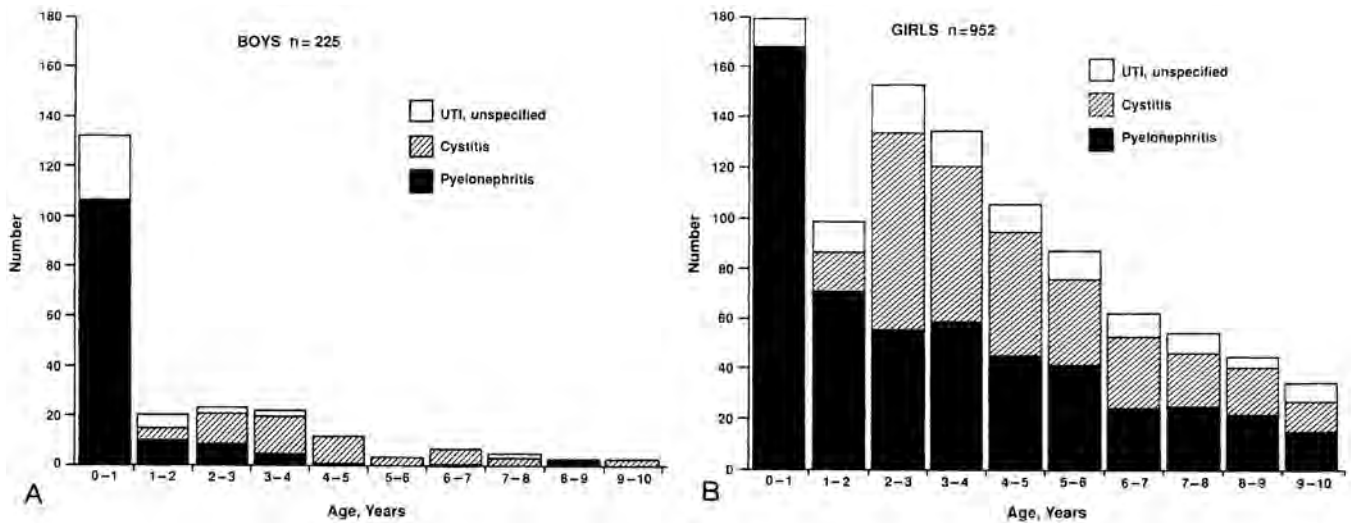 180
160
140
120
100
80
60
40
20
0
Number
BOYS n=225
UTI, unspecified
Cystitis
Pyelonephritis
0-1 1-2 2-3 3-4 4-5 5-6 6-7 7-8 8-9 9-10
Age, Years
A
180
160
140
120
100
80
60
40
20
0
Number
GIRLS n=952
UTI, unspecified
Cystitis
Pyelonephritis
0-1 1-2 2-3 3-4 4-5 5-6 6-7 7-8 8-9 9-10
Age, Years
B